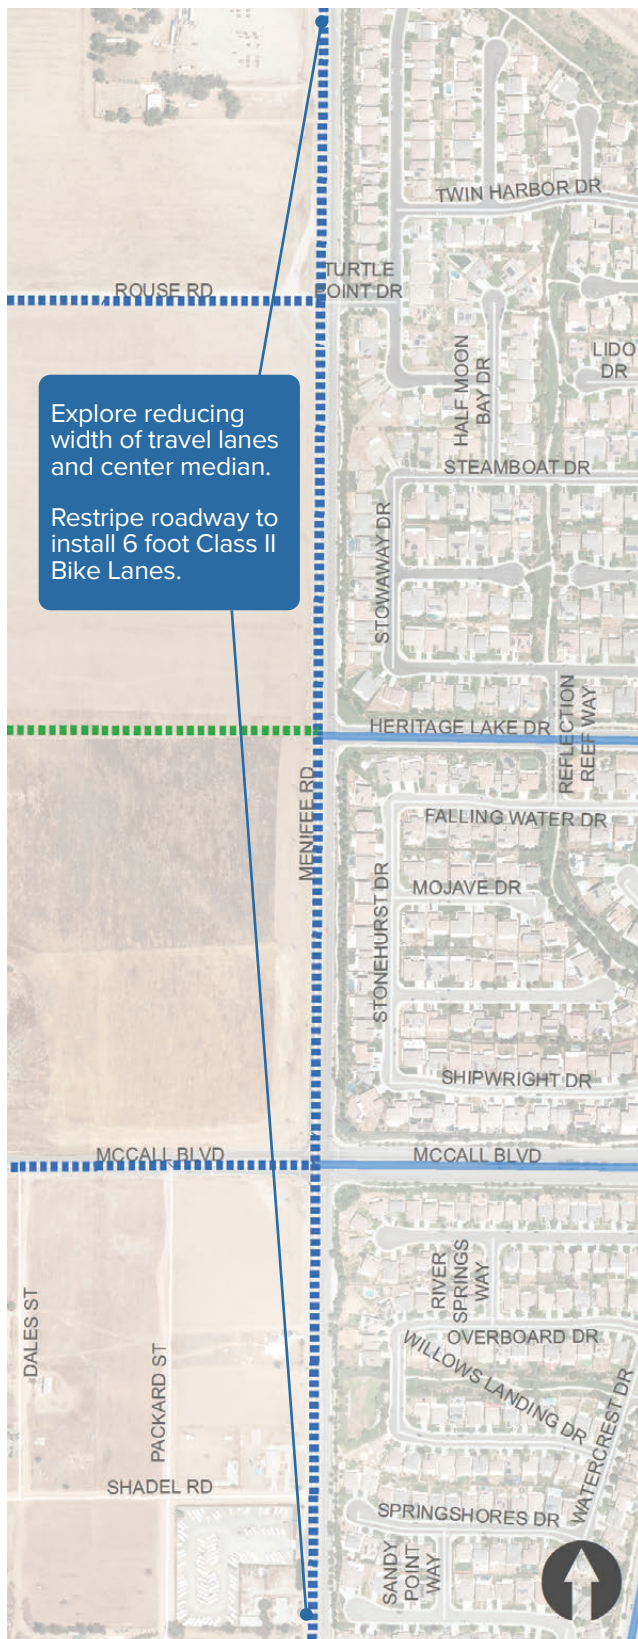 TWIN HARBOR DR
TURTLE
POINT DR
ROUSE RD
LIDO
DR
HALF MOON
BAY DR
Explore reducing
width of travel lanes
and center median.
Restripe roadway to
install 6 foot Class II
Bike Lanes.
STEAMBOAT DR
STOWAWAY DR
HERITAGE LAKE DR
REFLECTION
REEF WAY
MENIFEE RD
FALLING WATER DR
MOJAVE DR
STONEHURST DR
SHIPWRIGHT DR
MCCALL BLVD
MCCALL BLVD
RIVER
SPRINGS
WAY
DALES ST
OVERBOARD DR
WILLOWS LANDING DR
PACKARD ST
WATERCREST DR
SHADEL RD
SPRINGSHORES DR
SANDY
POINT
WAY